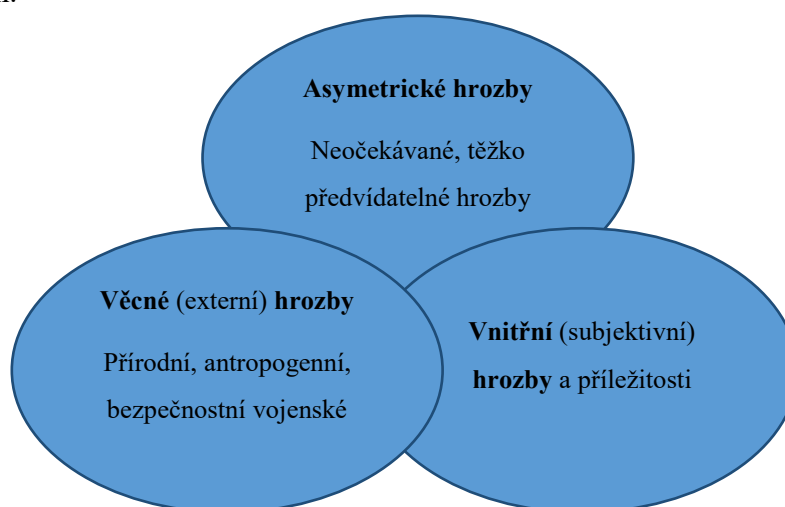 Asymetrické hrozby
Neočekávané, těžko
předvídatelné hrozby
Věcné (externí) hrozby
Přírodní, antropogenní,
bezpečnostní vojenské
Vnitřní (subjektivní)
hrozby a příležitosti